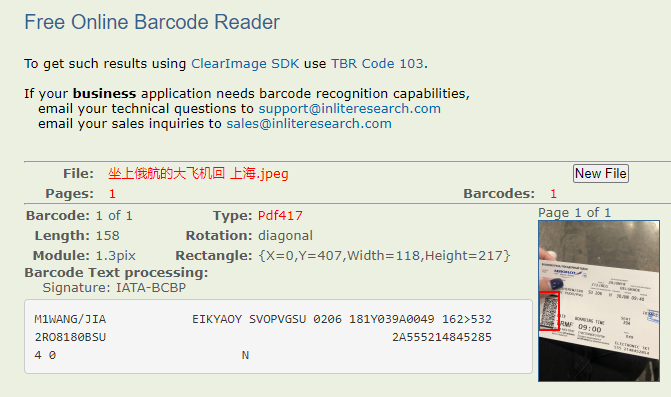 Free Online Barcode Reader
To get such results using ClearImage SDK use TBR Code 103.
If your business application needs barcode recognition capabilities,
email your technical questions to support@inliteresearch.com
email your sales inquiries to sales@inliteresearch.com
File: 坐上俄航的大飞机回 上海.jpeg New File
Pages: 1 Barcodes: 1
Barcode: 1 of 1 Type: Pdf417 Page 1 of 1
Length: 158 Rotation: diagonal
Module: 1.3pix Rectangle: {X=0,Y=407,Width=118,Height=217}
Barcode Text processing:
Signature: IATA-BCBP
M1WANG/JIA EIKYAOY SVOPVGSU 0206 181Y039A0049 162>532
2RO8180BSU 2A555214845285
4 0 N
BOARDING TIME
09:00